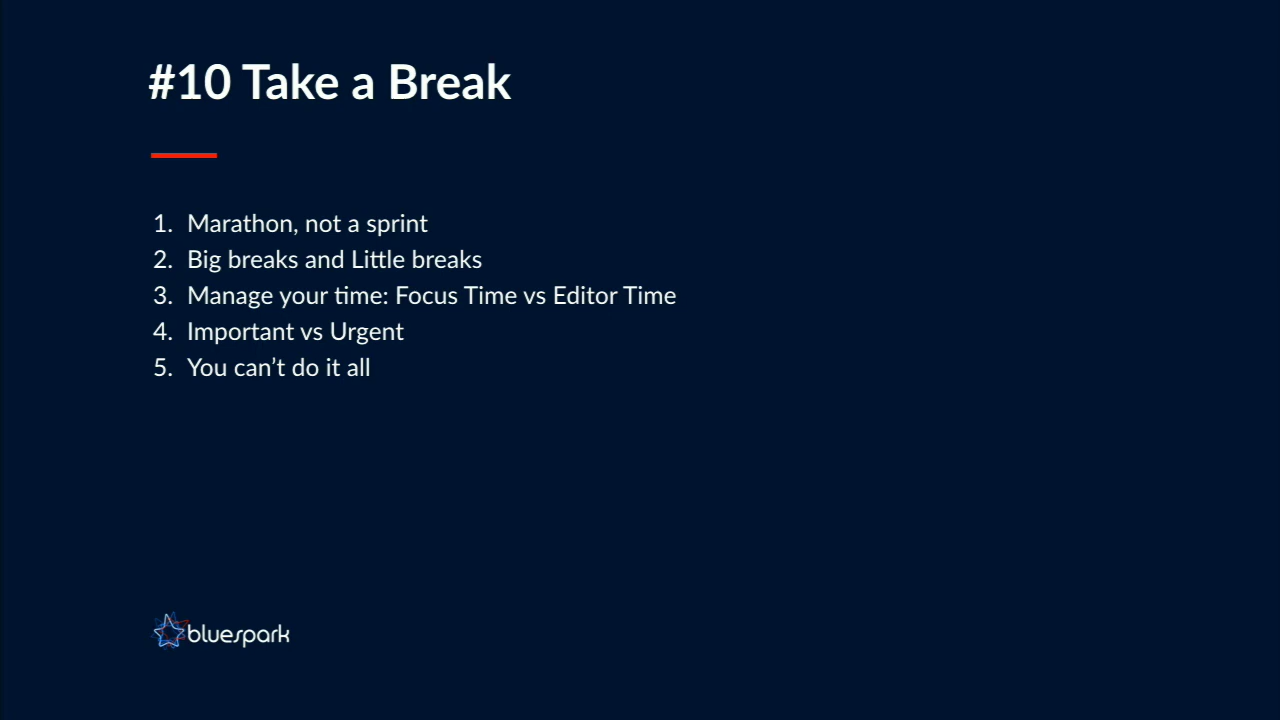 #10 Take a Break
1. Marathon, not a sprint
2. Big breaks and Little breaks
3. Manage your time: Focus Time vs Editor Time
4. Important vs Urgent
5. You can’t do it all
bluespark